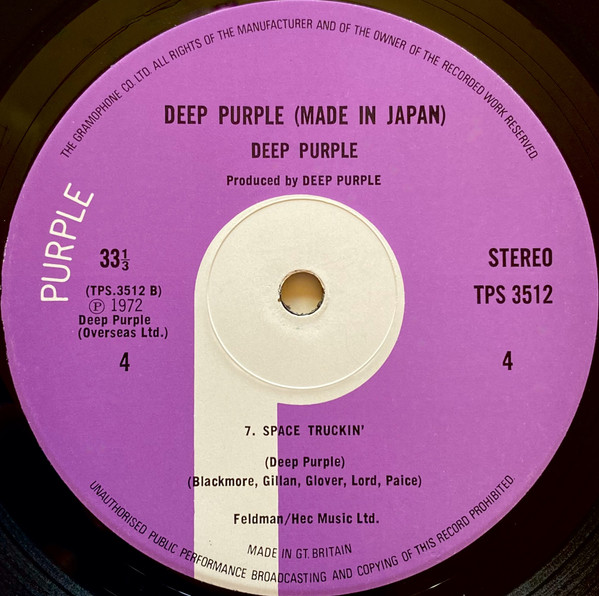 THE GRAMOPHONE CO. LTD. ALL RIGHTS OF THE MANUFACTURER AND OF THE OWNER OF THE RECORDED WORK RESERVED.
DEEP PURPLE (MADE IN JAPAN)
DEEP PURPLE
Produced by DEEP PURPLE
PURPLE
33⅓
(TPS.3512 B)
Ⓟ 1972
Deep Purple
(Overseas Ltd.)
4
STEREO
TPS 3512
4
7. SPACE TRUCKIN'
(Deep Purple)
(Blackmore, Gillan, Glover, Lord, Paice)
Feldman/Hec Music Ltd.
MADE IN GT. BRITAIN
UNAUTHORISED PUBLIC PERFORMANCE BROADCASTING AND COPYING OF THIS RECORD PROHIBITED